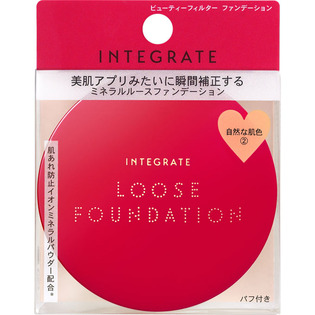 ビューティーフィルター ファンデーション
INTEGRATE
美肌アプリみたいに瞬間補正する
ミネラルルースファンデーション
自然な肌色
②
INTEGRATE
LOOSE
FOUNDATION
肌あれ防止イオンミネラルパウダー配合※
パフ付き